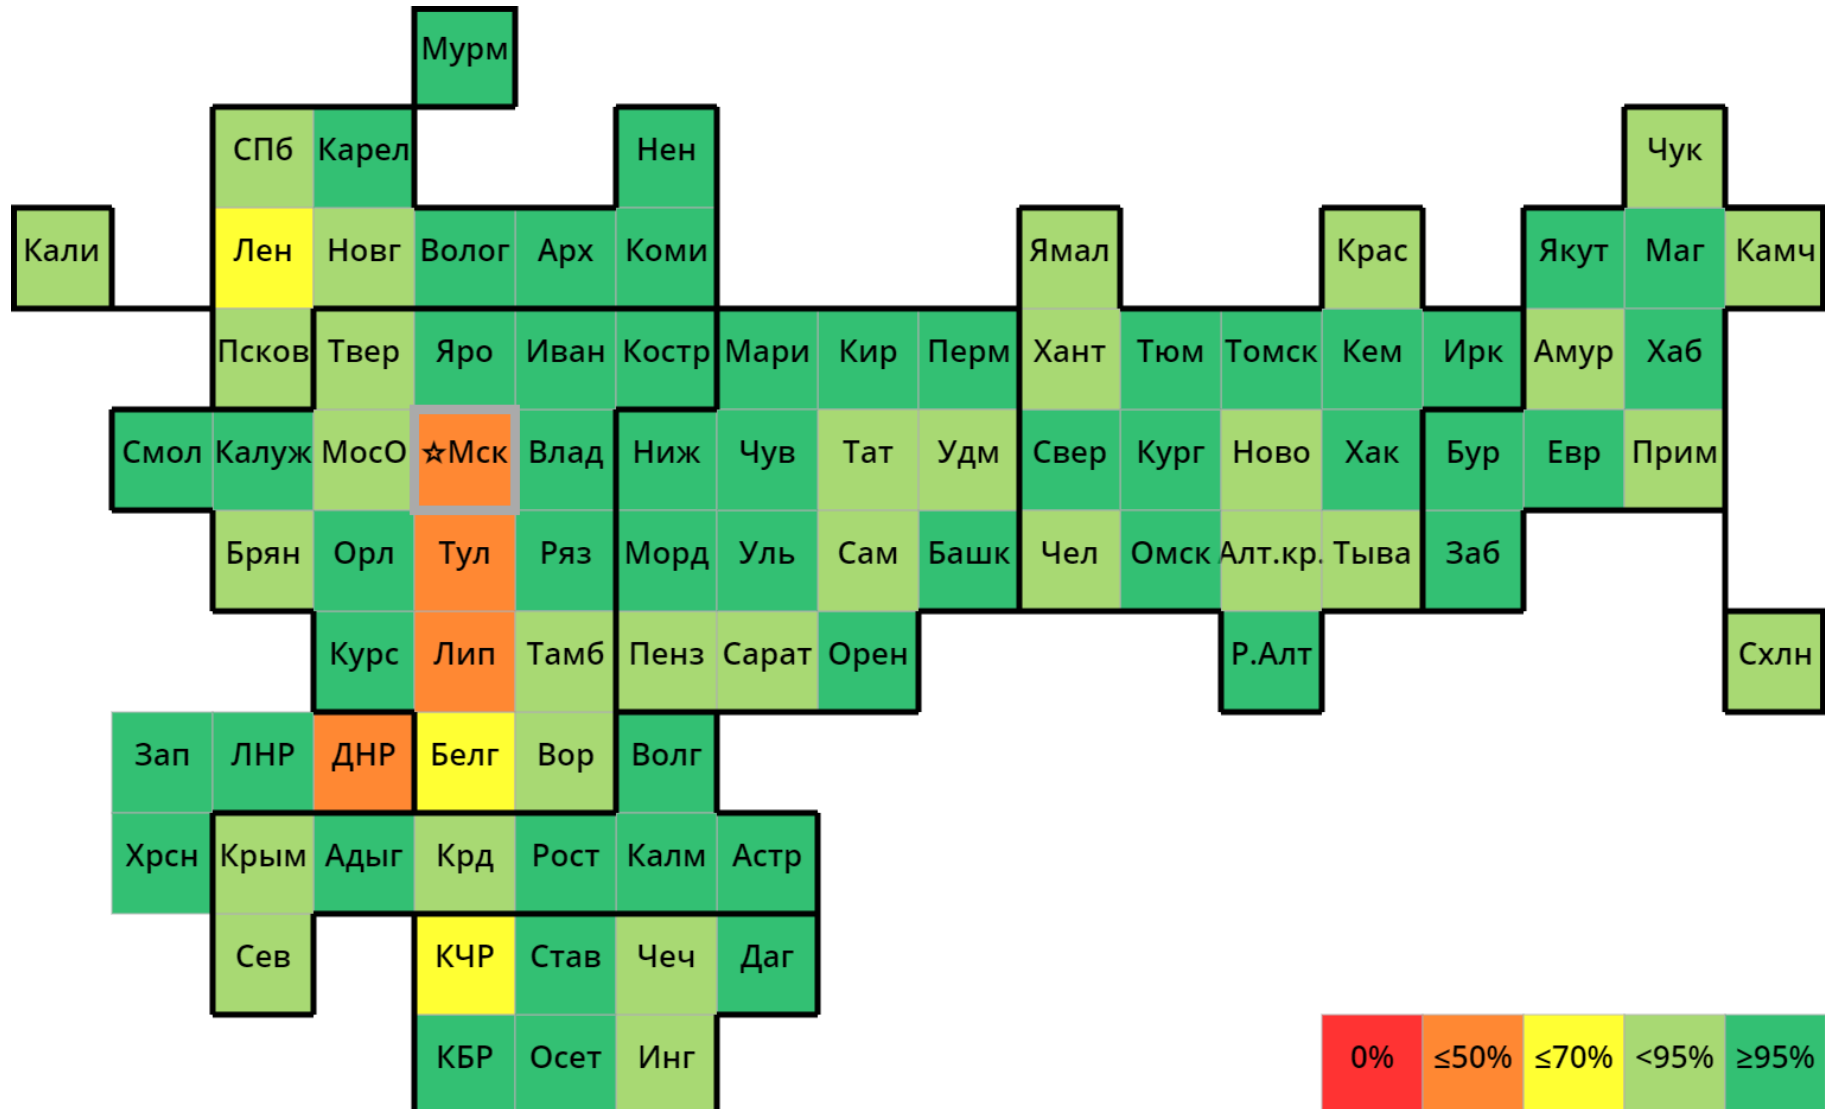 Мурм
СПб Карел Нен Чук
Кали Лен Новг Волог Арх Коми Ямал Крас Якут Маг Камч
Псков Твер Яро Иван Костр Мари Кир Перм Хант Тюм Томск Кем Ирк Амур Хаб
Смол Калуж МосО ☆Мск Влад Ниж Чув Тат Удм Свер Кург Ново Хак Бур Евр Прим
Брян Орл Тул Ряз Морд Уль Сам Башк Чел Омск Алт.кр. Тыва Заб
Курс Лип Тамб Пенз Сарат Орен Р.Алт Схлн
Зап ЛНР ДНР Белг Вор Волг
Хрсн Крым Адыг Крд Рост Калм Астр
Сев КЧР Став Чеч Даг
КБР Осет Инг 0% ≤50% ≤70% <95% ≥95%